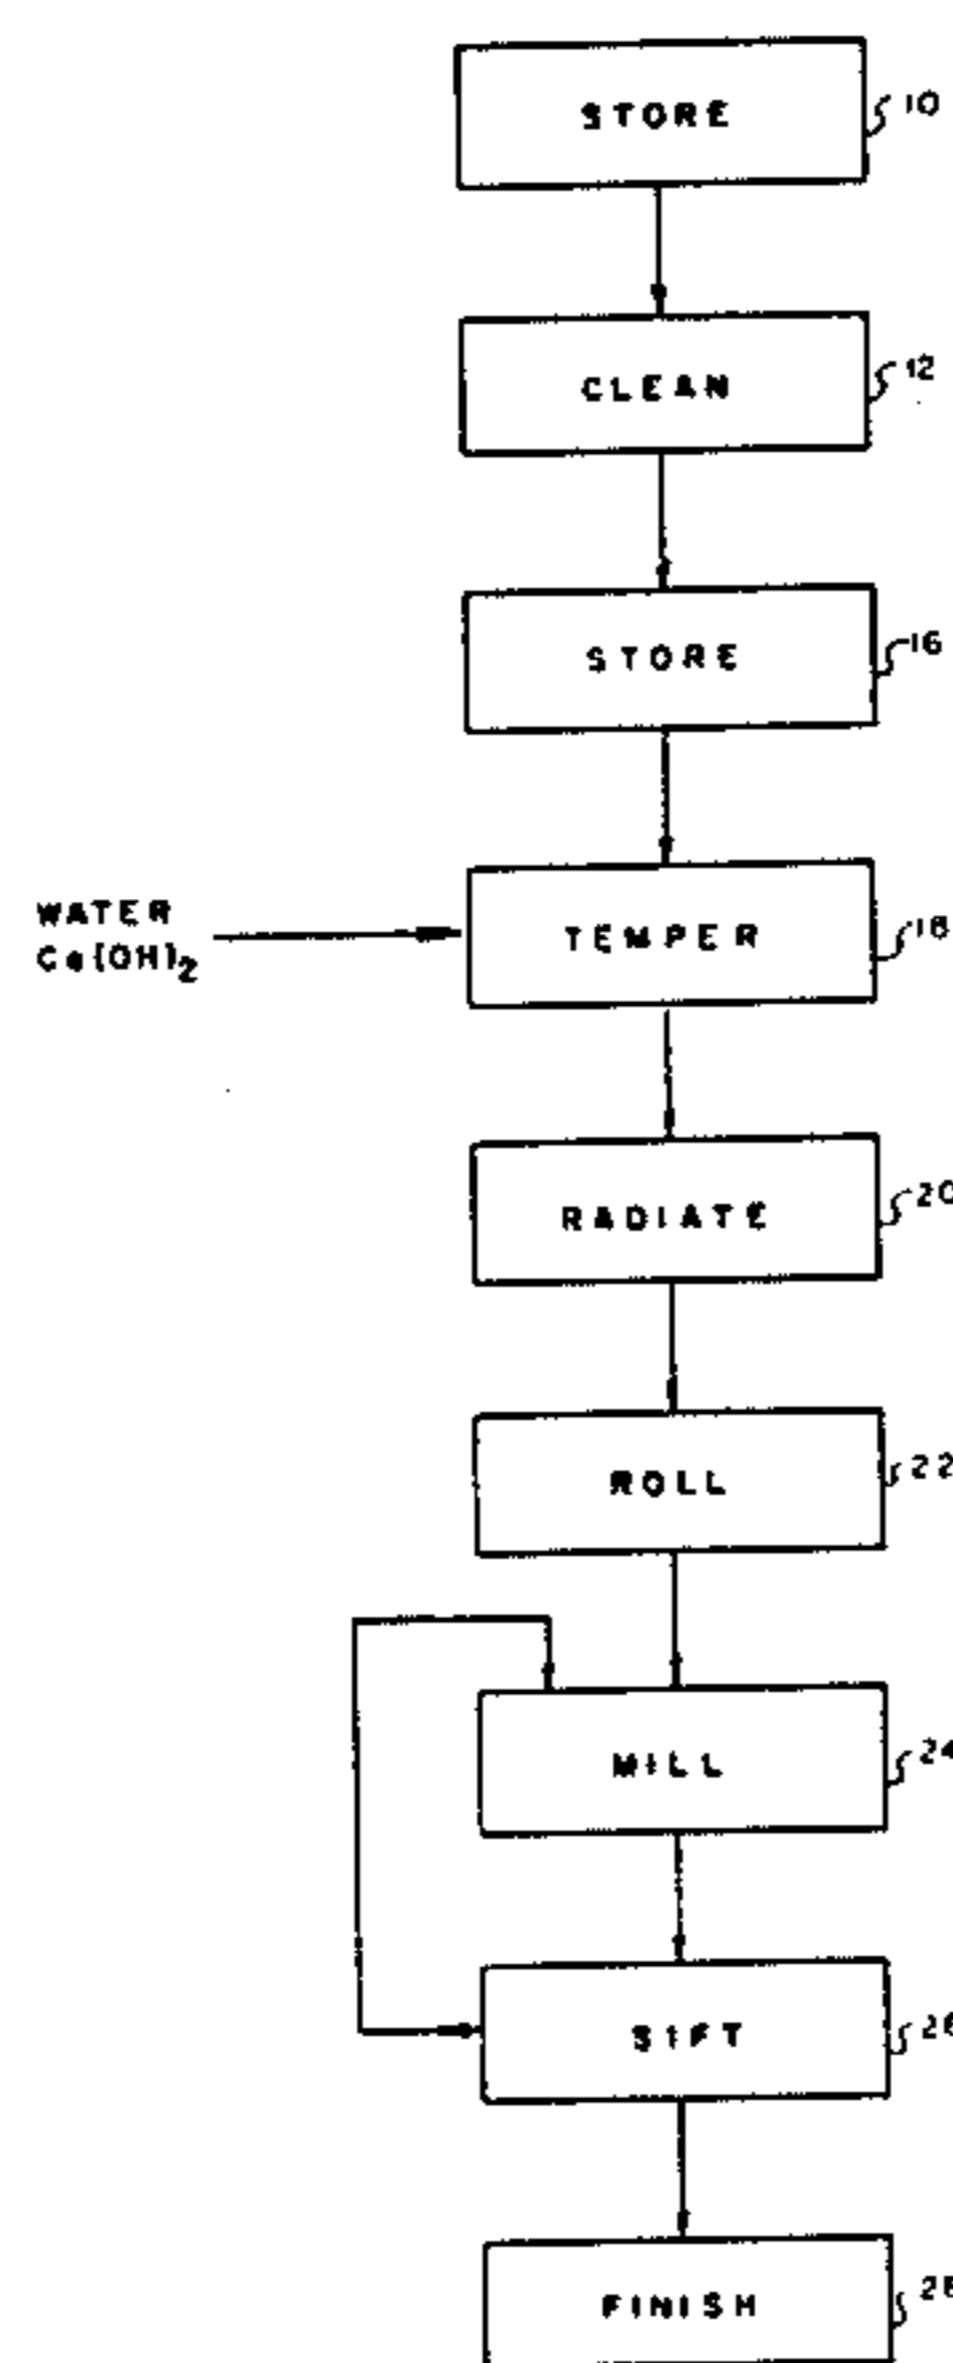 STORE
10
CLEAN
12
STORE
16
WATER
Ca(OH)2
TEMPER
18
RADIATE
20
ROLL
22
MILL
24
SIFT
26
FINISH